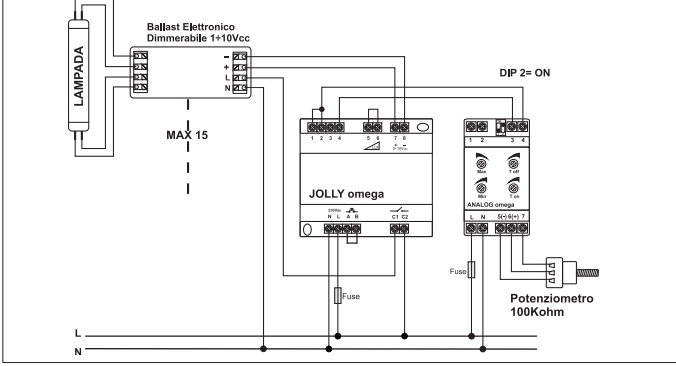 LAMPADA
Ballast Elettronico
Dimmerabile 1÷10Vcc
-
+
L
N
MAX 15
DIP 2= ON
1 2 3 4 5 6 7 8
+ -
JOLLY omega
N L A B C1 C2
Fuse
1 2 3 4
Max T off
Min T on
ANALOG omega
L N 5(-) 6(+) 7
Fuse
Potenziometro
100Kohm
L
N